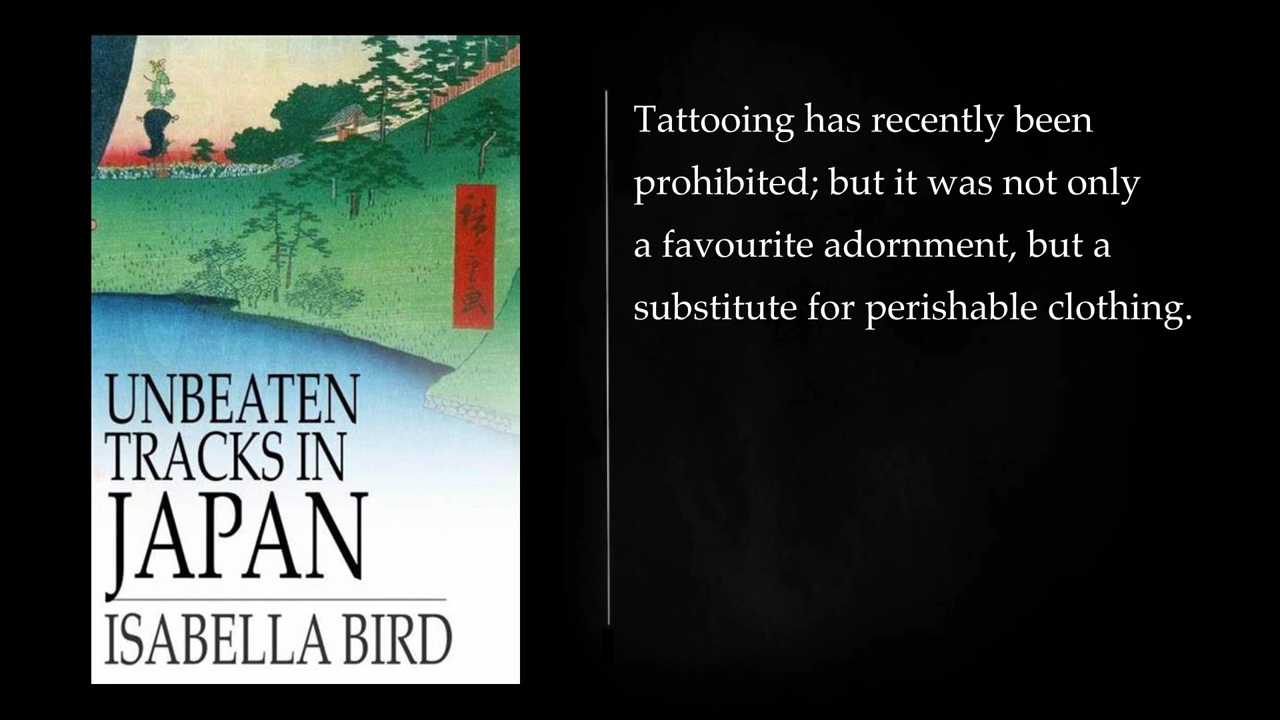 UNBEATEN
TRACKS IN
JAPAN
ISABELLA BIRD
Tattooing has recently been
prohibited; but it was not only
a favourite adornment, but a
substitute for perishable clothing.